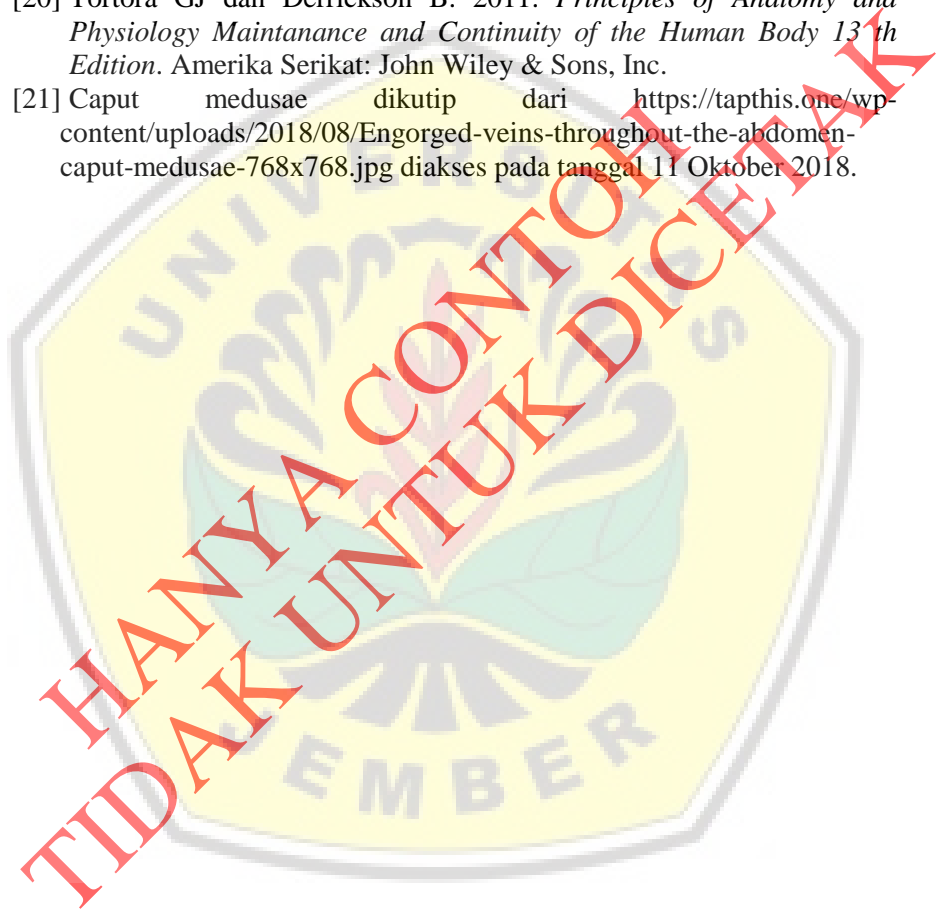 [20] Tortora GJ dan Derrickson B. 2011. Principles of Anatomy and
Physiology Maintanance and Continuity of the Human Body 13 th
Edition. Amerika Serikat: John Wiley & Sons, Inc.
[21] Caput medusae dikutip dari https://tapthis.one/wp-
content/uploads/2018/08/Engorged-veins-throughout-the-abdomen-
caput-medusae-768x768.jpg diakses pada tanggal 11 Oktober 2018.
UNIVERSITAS
HANYA CONTOH
TIDAK UNTUK DICETAK
JEMBER